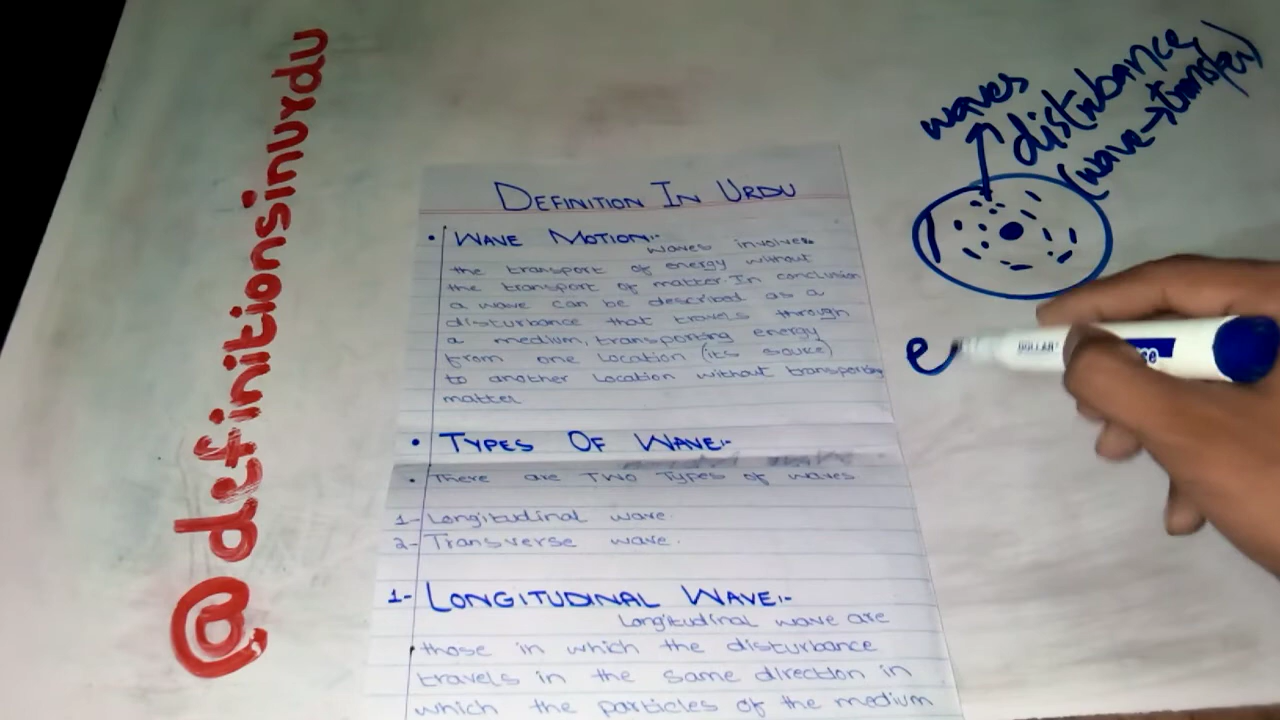 @definitionsinurdu
DEFINITION IN URDU
• WAVE MOTION:-
waves involves
the transport of energy without
the transport of matter. In conclusion
a wave can be described as a
disturbance that travels through
a medium, transporting energy
from one location (its souce)
to another location without transporting
matter
• TYPES OF WAVE:-
• There are TWO Types of waves
1- Longitudinal wave.
2- Transverse wave.
1- LONGITUDINAL WAVE:-
Longitudinal wave are
those in which the disturbance
travels in the same direction in
which the particles of the medium
waves
disturbance
(wave→transfer)
e
DOLLAR